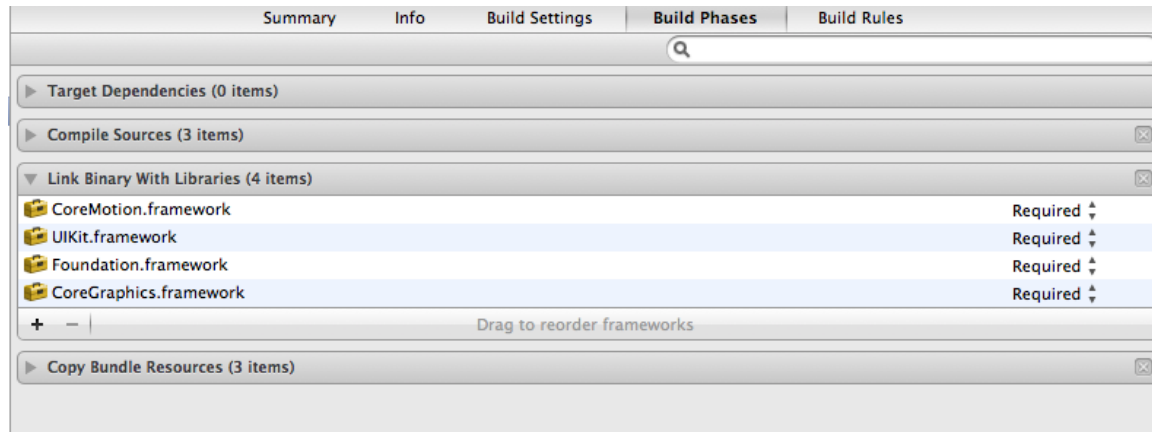 Summary Info Build Settings Build Phases Build Rules
Target Dependencies (0 items)
Compile Sources (3 items)
Link Binary With Libraries (4 items)
CoreMotion.framework Required
UIKit.framework Required
Foundation.framework Required
CoreGraphics.framework Required
+ − Drag to reorder frameworks
Copy Bundle Resources (3 items)